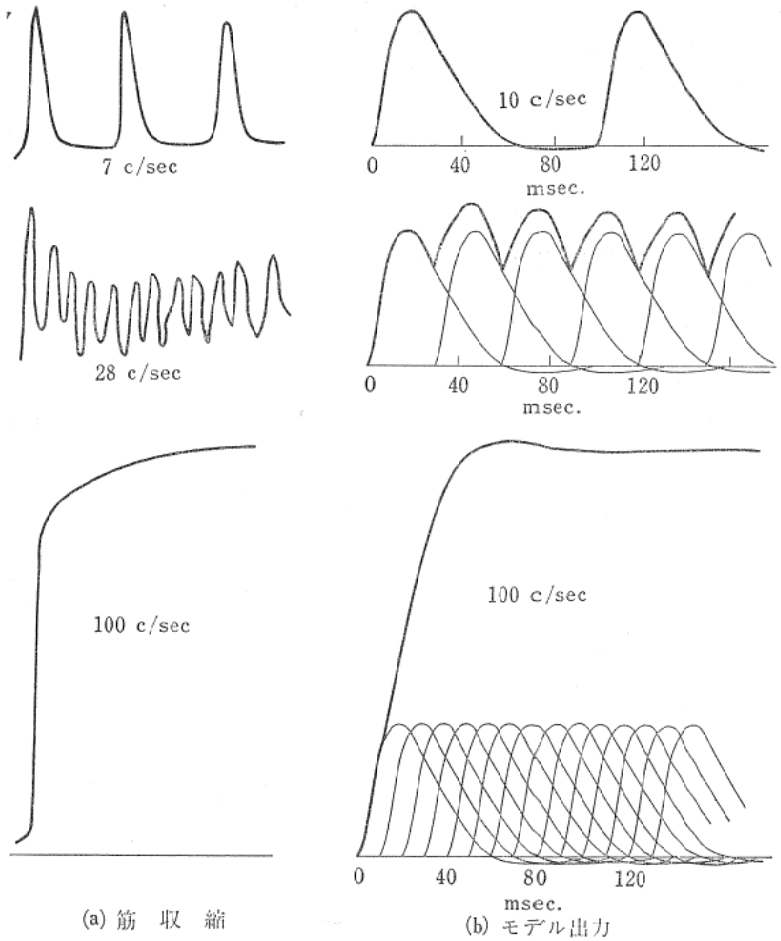 7 c/sec
10 c/sec
0 40 80 120
msec.
28 c/sec
0 40 80 120
msec.
100 c/sec
100 c/sec
0 80 120
msec.
(a) 筋 収 縮
(b) モデル出力